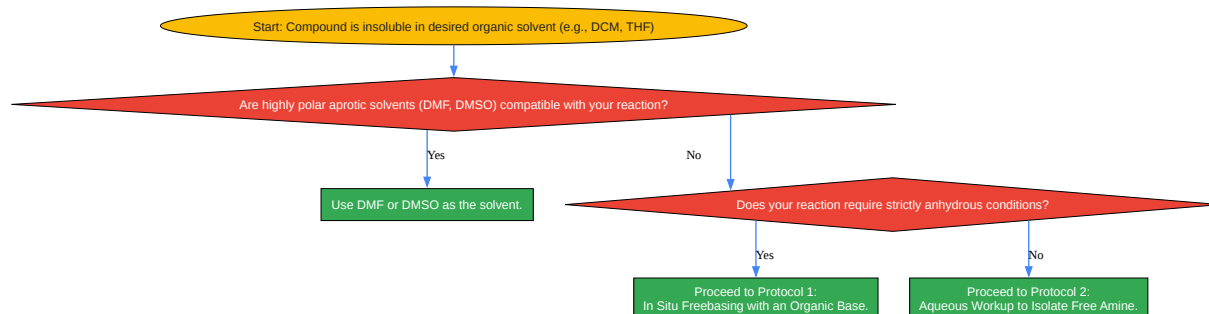 Start: Compound is insoluble in desired organic solvent (e.g., DCM, THF)
Are highly polar aprotic solvents (DMF, DMSO) compatible with your reaction?
Yes
No
Use DMF or DMSO as the solvent.
Does your reaction require strictly anhydrous conditions?
Yes
No
Proceed to Protocol 1:
In Situ Freebasing with an Organic Base.
Proceed to Protocol 2:
Aqueous Workup to Isolate Free Amine.